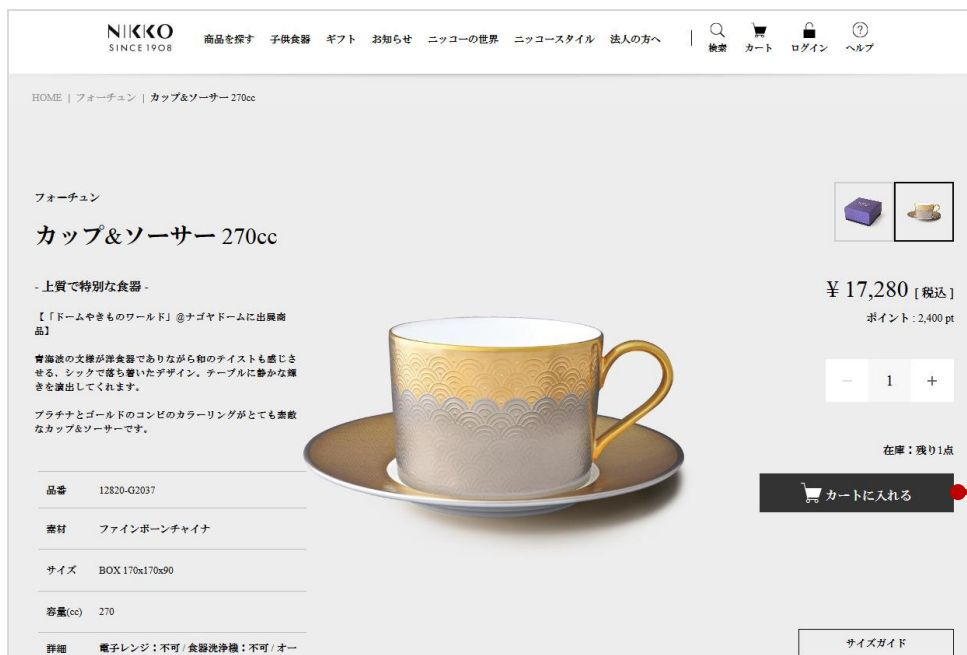 NIKKO
SINCE 1908
商品を探す 子供食器 ギフト お知らせ ニッコーの世界 ニッコースタイル 法人の方へ
検索 カート ログイン ヘルプ
HOME | フォーチュン | カップ&ソーサー 270cc
フォーチュン
カップ&ソーサー 270cc
- 上質で特別な食器 -
【「ドームやきものワールド」@ナゴヤドームに出展商
品】
青海波の文様が洋食器でありながら和のテイストも感じさ
せる、シックで落ち着いたデザイン。テーブルに静かな輝
きを演出してくれます。
プラチナとゴールドのコンビのカラーリングがとても素敵
なカップ&ソーサーです。
品番 12820-G2037
素材 ファインボーンチャイナ
サイズ BOX 170x170x90
容量(cc) 270
詳細 電子レンジ：不可 / 食器洗浄機：不可 / オー
¥ 17,280 [ 税込 ]
ポイント : 2,400 pt
− 1 +
在庫：残り1点
カートに入れる
サイズガイド